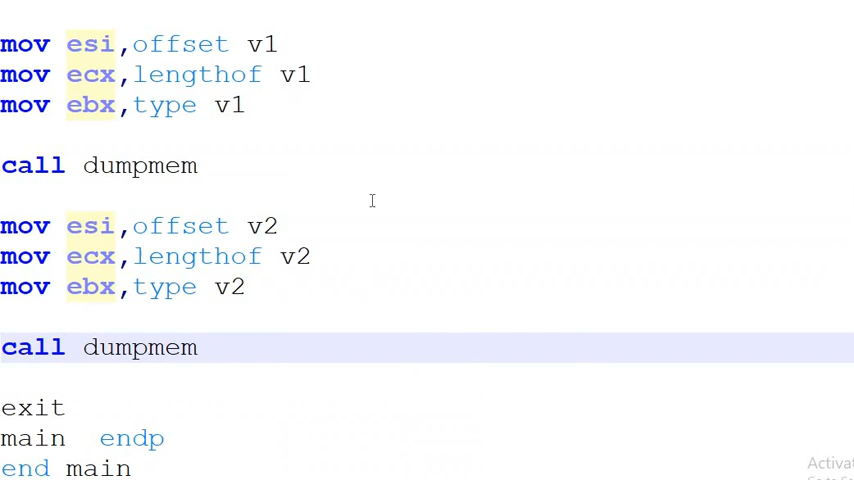 mov esi,offset v1
mov ecx,lengthof v1
mov ebx,type v1
call dumpmem
mov esi,offset v2
mov ecx,lengthof v2
mov ebx,type v2
call dumpmem
exit
main  endp
end main
Activat